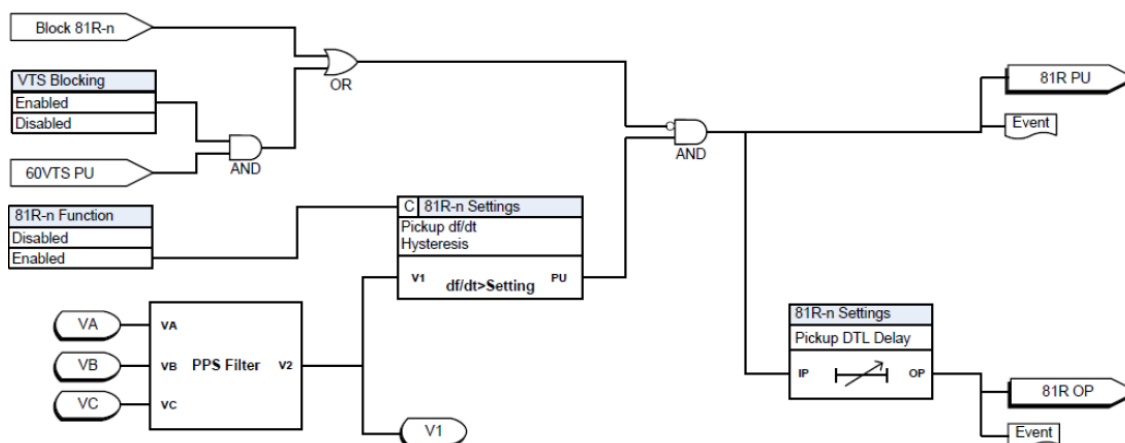 Block 81R-n
OR
VTS Blocking
Enabled
Disabled
AND
60VTS PU
81R-n Function
Disabled
Enabled
C 81R-n Settings
Pickup df/dt
Hysteresis
V1 PU
df/dt>Setting
AND
81R PU
Event
VA VA
VB VB PPS Filter V2
VC VC
V1
81R-n Settings
Pickup DTL Delay
IP OP
81R OP
Event